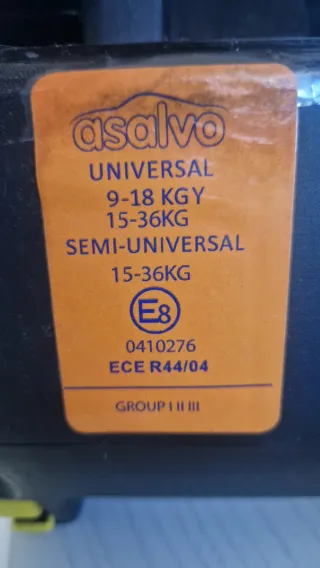 asalvo
UNIVERSAL
9-18 KGY
15-36KG
SEMI-UNIVERSAL
15-36KG
E8
0410276
ECE R44/04
GROUP I II III